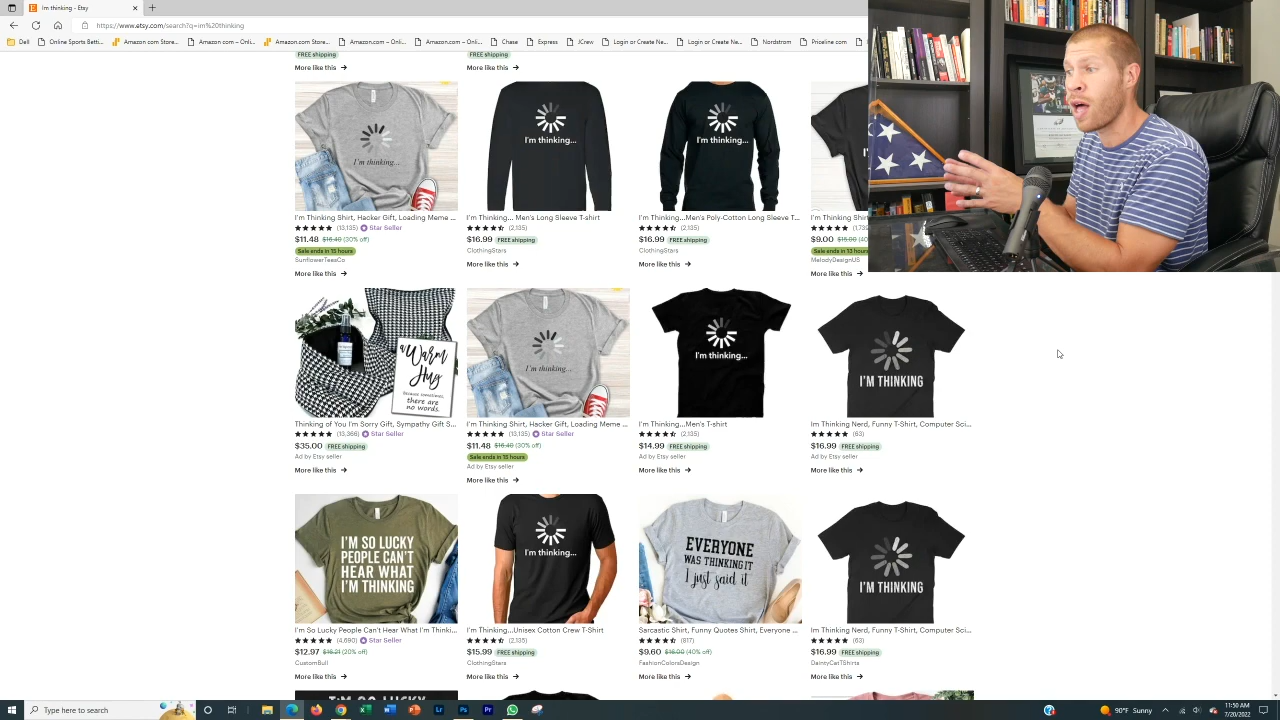 Im thinking - Etsy
https://www.etsy.com/search?q=im%20thinking
Dell
Online Sports Betti...
Amazon.com Store...
Amazon.com – Onli...
Amazon.com Store...
Amazon.com – Onli...
Amazon.com – Onli...
Chase
Express
JCrew
Login or Create Ne...
Login or Create Ne...
Nordstrom
Priceline com
FREE shipping
FREE shipping
More like this →
More like this →
I'm thinking...
I'm thinking...
I'm thinking...
I'm Thinking Shirt, Hacker Gift, Loading Meme ...
I'm Thinking... Men's Long Sleeve T-shirt
I'm Thinking...Men's Poly-Cotton Long Sleeve T...
I'm Thinking Shir
(13,135) Star Seller
(2,135)
(2,135)
(1,739
$11.48 $16.40 (30% off)
$16.99 FREE shipping
$16.99 FREE shipping
$9.00 $15.00 (40
Sale ends in 15 hours
ClothingStars
ClothingStars
Sale ends in 13 hours
SunflowerTeasCo
MelodyDesignUS
More like this →
More like this →
More like this →
More like this →
a Warm
Hug
Because sometimes,
there are
no words.
I'm thinking...
I'm thinking...
I'M THINKING
Thinking of You I'm Sorry Gift, Sympathy Gift S...
I'm Thinking Shirt, Hacker Gift, Loading Meme ...
I'm Thinking...Men's T-shirt
Im Thinking Nerd, Funny T-Shirt, Computer Sci...
(13,366) Star Seller
(13,135) Star Seller
(2,135)
(63)
$35.00 FREE shipping
$11.48 $16.40 (30% off)
$14.99 FREE shipping
$16.99 FREE shipping
Ad by Etsy seller
Sale ends in 15 hours
Ad by Etsy seller
Ad by Etsy seller
Ad by Etsy seller
More like this →
More like this →
More like this →
More like this →
I'M SO LUCKY
PEOPLE CAN'T
HEAR WHAT
I'M THINKING
I'm thinking...
EVERYONE
WAS THINKING IT
I just said it
I'M THINKING
I'm So Lucky People Can't Hear What I'm Thinki...
I'm Thinking...Unisex Cotton Crew T-Shirt
Sarcastic Shirt, Funny Quotes Shirt, Everyone ...
Im Thinking Nerd, Funny T-Shirt, Computer Sci...
(4,690) Star Seller
(2,135)
(817)
(63)
$12.97 $16.21 (20% off)
$15.99 FREE shipping
$9.60 $16.00 (40% off)
$16.99 FREE shipping
CustomBull
ClothingStars
FashionColorsDesign
DaintyCatTShirts
More like this →
More like this →
More like this →
More like this →
I'M SO LUCKY
Type here to search
90°F Sunny
11:50 AM
7/20/2022